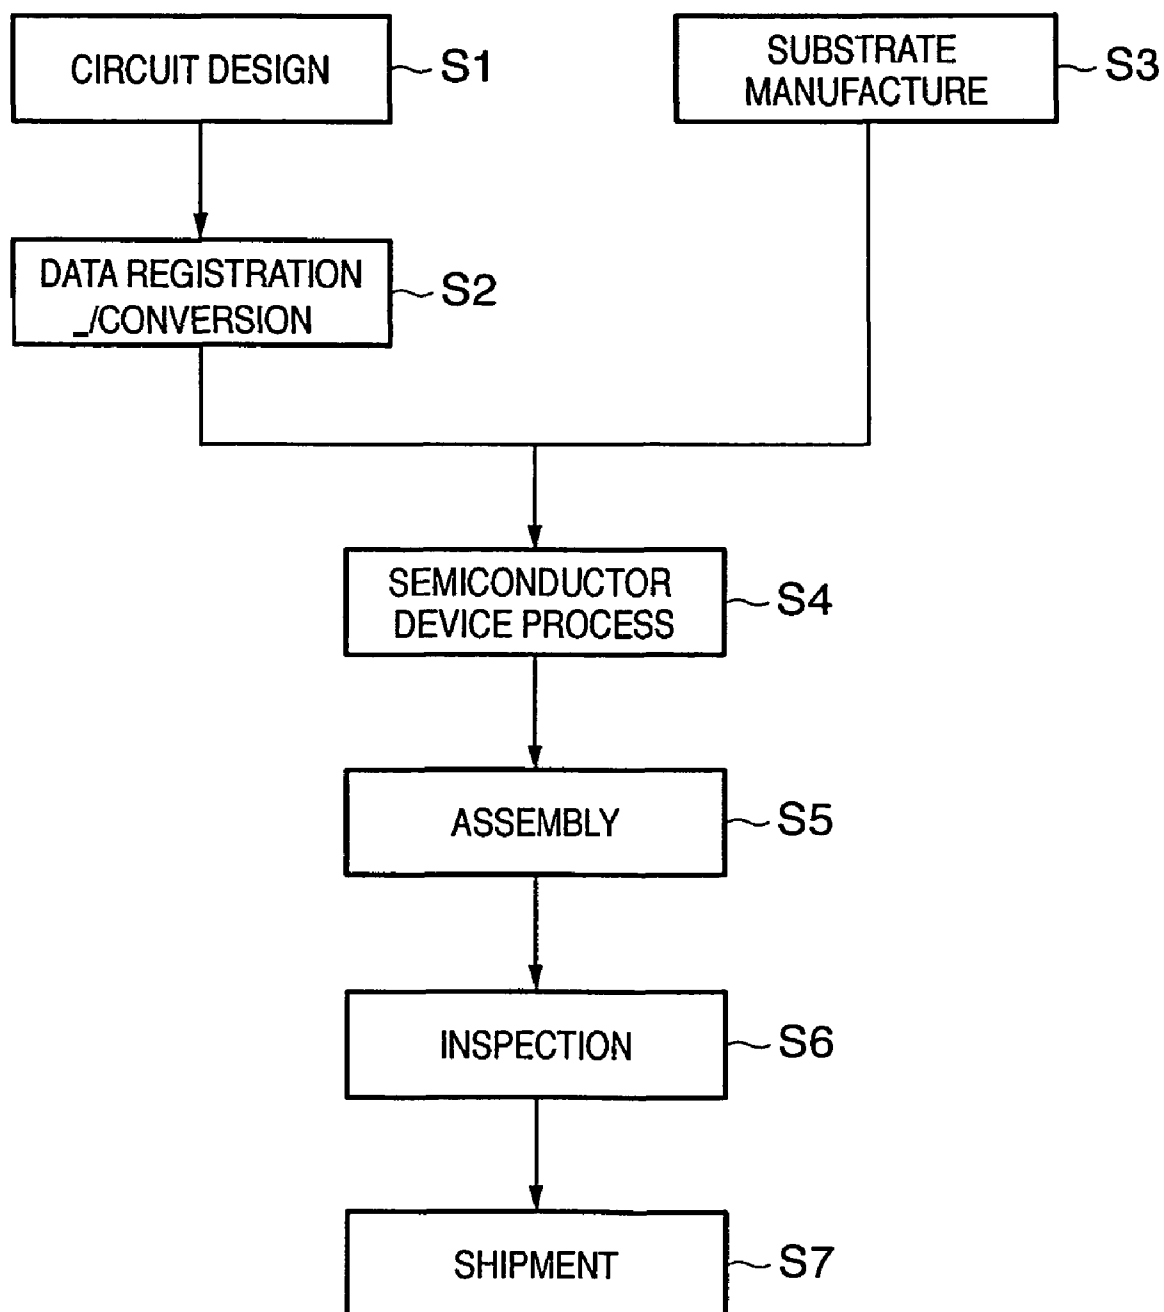 CIRCUIT DESIGN
S1
SUBSTRATE
MANUFACTURE
S3
DATA REGISTRATION
_/CONVERSION
S2
SEMICONDUCTOR
DEVICE PROCESS
S4
ASSEMBLY
S5
INSPECTION
S6
SHIPMENT
S7